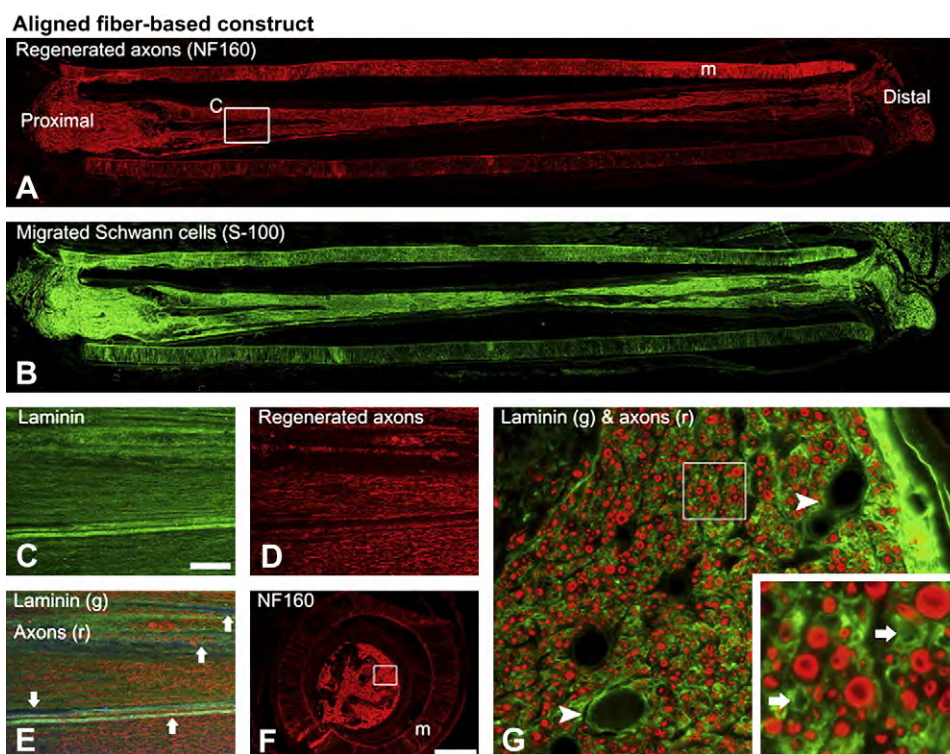 Aligned fiber-based construct
Regenerated axons (NF160)
m
C
Proximal
Distal
A
Migrated Schwann cells (S-100)
B
Laminin
C
Regenerated axons
D
Laminin (g) & axons (r)
Laminin (g)
Axons (r)
E
NF160
m
F
G